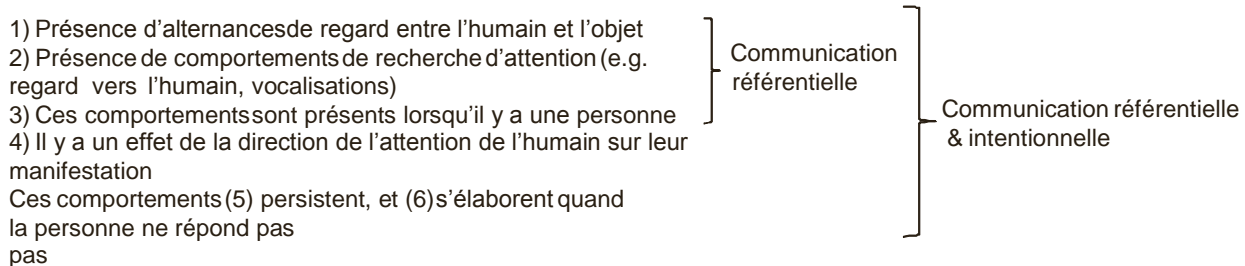 1) Présence d'alternancesde regard entre l'humain et l'objet
2) Présence de comportements de recherche d'attention (e.g.
regard vers l'humain, vocalisations)
3) Ces comportementssont présents lorsqu'il y a une personne
4) Il y a un effet de la direction de l'attention de l'humain sur leur
manifestation
Ces comportements (5) persistent, et (6) s'élaborent quand
la personne ne répond pas
pas
Communication
référentielle
Communication référentielle
& intentionnelle